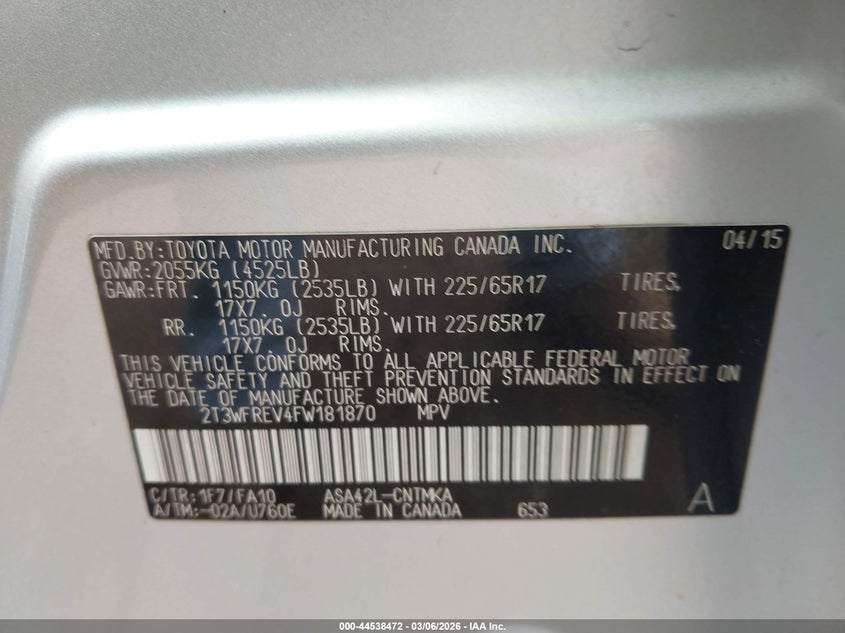 MFD.BY:TOYOTA MOTOR MANUFACTURING CANADA INC. 04/15
GVWR:2055KG (4525LB)
GAWR:FRT. 1150KG (2535LB) WITH 225/65R17 TIRES,
17X7. 0J RIMS.
RR. 1150KG (2535LB) WITH 225/65R17 TIRES,
17X7 0J RIMS.
THIS VEHICLE CONFORMS TO ALL APPLICABLE FEDERAL MOTOR
VEHICLE SAFETY AND THEFT PREVENTION STANDARDS IN EFFECT ON
THE DATE OF MANUFACTURE SHOWN ABOVE.
2T3WFREV4FW181870 MPV
C/TR:1F7/FA10 ASA42L-CNTMKA
A/TM:-02A/U760E MADE IN CANADA 653 A
000-44538472 | 03/06/2026 | IAA Inc.